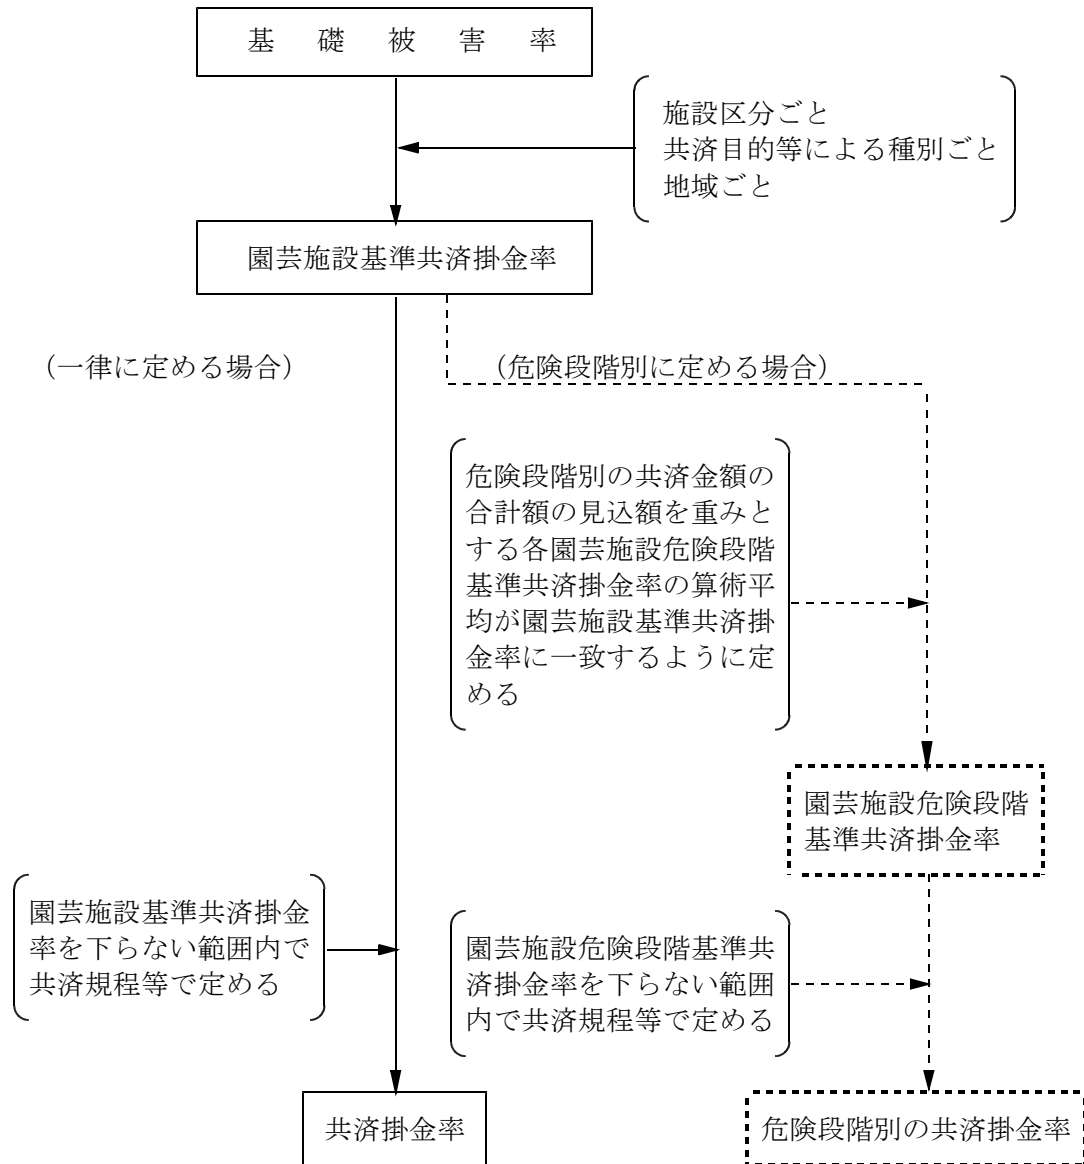 基礎被害率
施設区分ごと
共済目的等による種別ごと
地域ごと
園芸施設基準共済掛金率
（一律に定める場合）
（危険段階別に定める場合）
危険段階別の共済金額の
合計額の見込額を重みと
する各園芸施設危険段階
基準共済掛金率の算術平
均が園芸施設基準共済掛
金率に一致するように定
める
園芸施設危険段階
基準共済掛金率
園芸施設基準共済掛金
率を下らない範囲内で
共済規程等で定める
園芸施設危険段階基準共
済掛金率を下らない範囲
内で共済規程等で定める
共済掛金率
危険段階別の共済掛金率